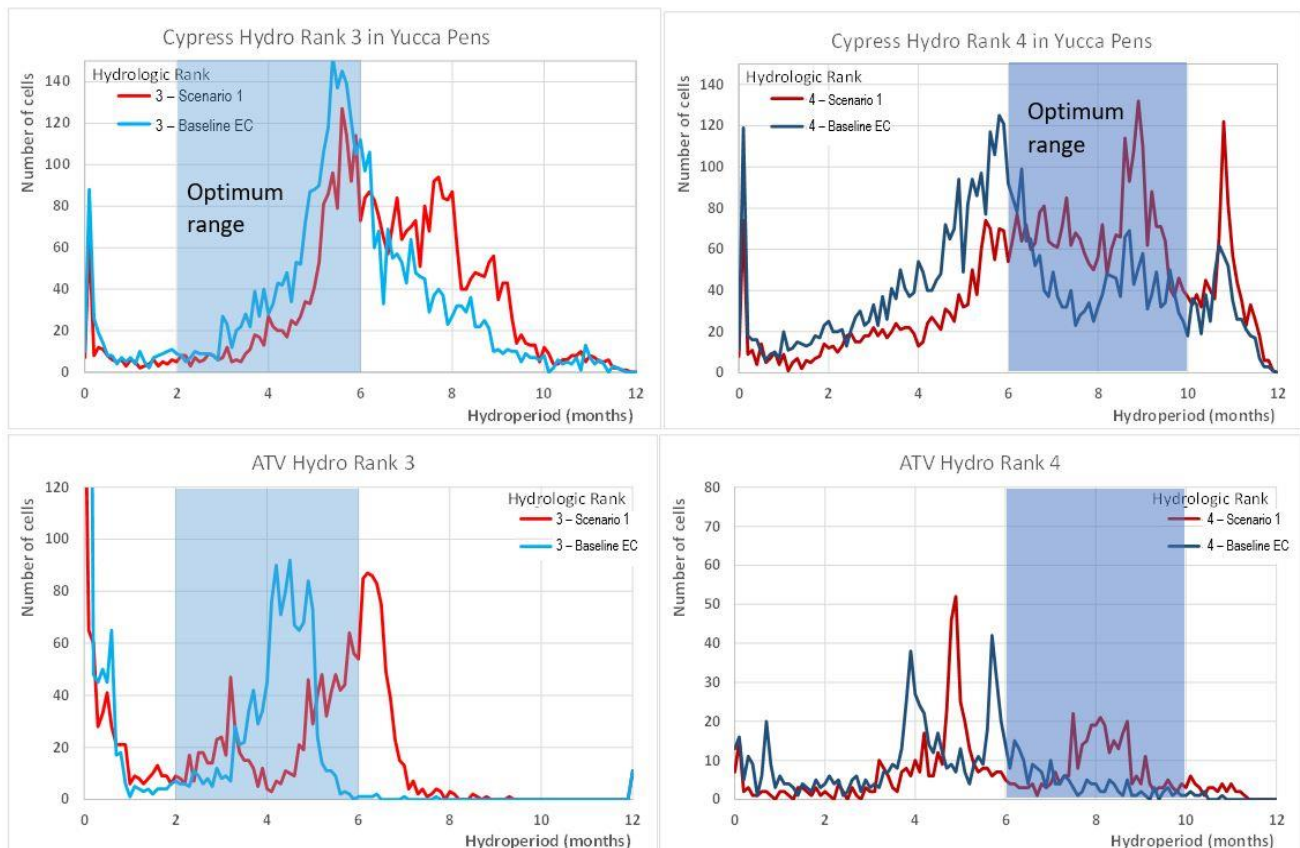 Cypress Hydro Rank 3 in Yucca Pens
Number of cells
Hydrologic Rank
3 – Scenario 1
3 – Baseline EC
Optimum
range
140
120
100
80
60
40
20
0
0 2 4 6 8 10 12
Hydroperiod (months)
Cypress Hydro Rank 4 in Yucca Pens
Number of cells
Hydrologic Rank
4 – Scenario 1
4 – Baseline EC
Optimum
range
140
120
100
80
60
40
20
0
0 2 4 6 8 10 12
Hydroperiod (months)
ATV Hydro Rank 3
Number of cells
Hydrologic Rank
3 – Scenario 1
3 – Baseline EC
120
100
80
60
40
20
0
0 2 4 6 8 10 12
Hydroperiod (months)
ATV Hydro Rank 4
Number of cells
Hydrologic Rank
4 – Scenario 1
4 – Baseline EC
80
70
60
50
40
30
20
10
0
0 2 4 6 8 10 12
Hydroperiod (months)